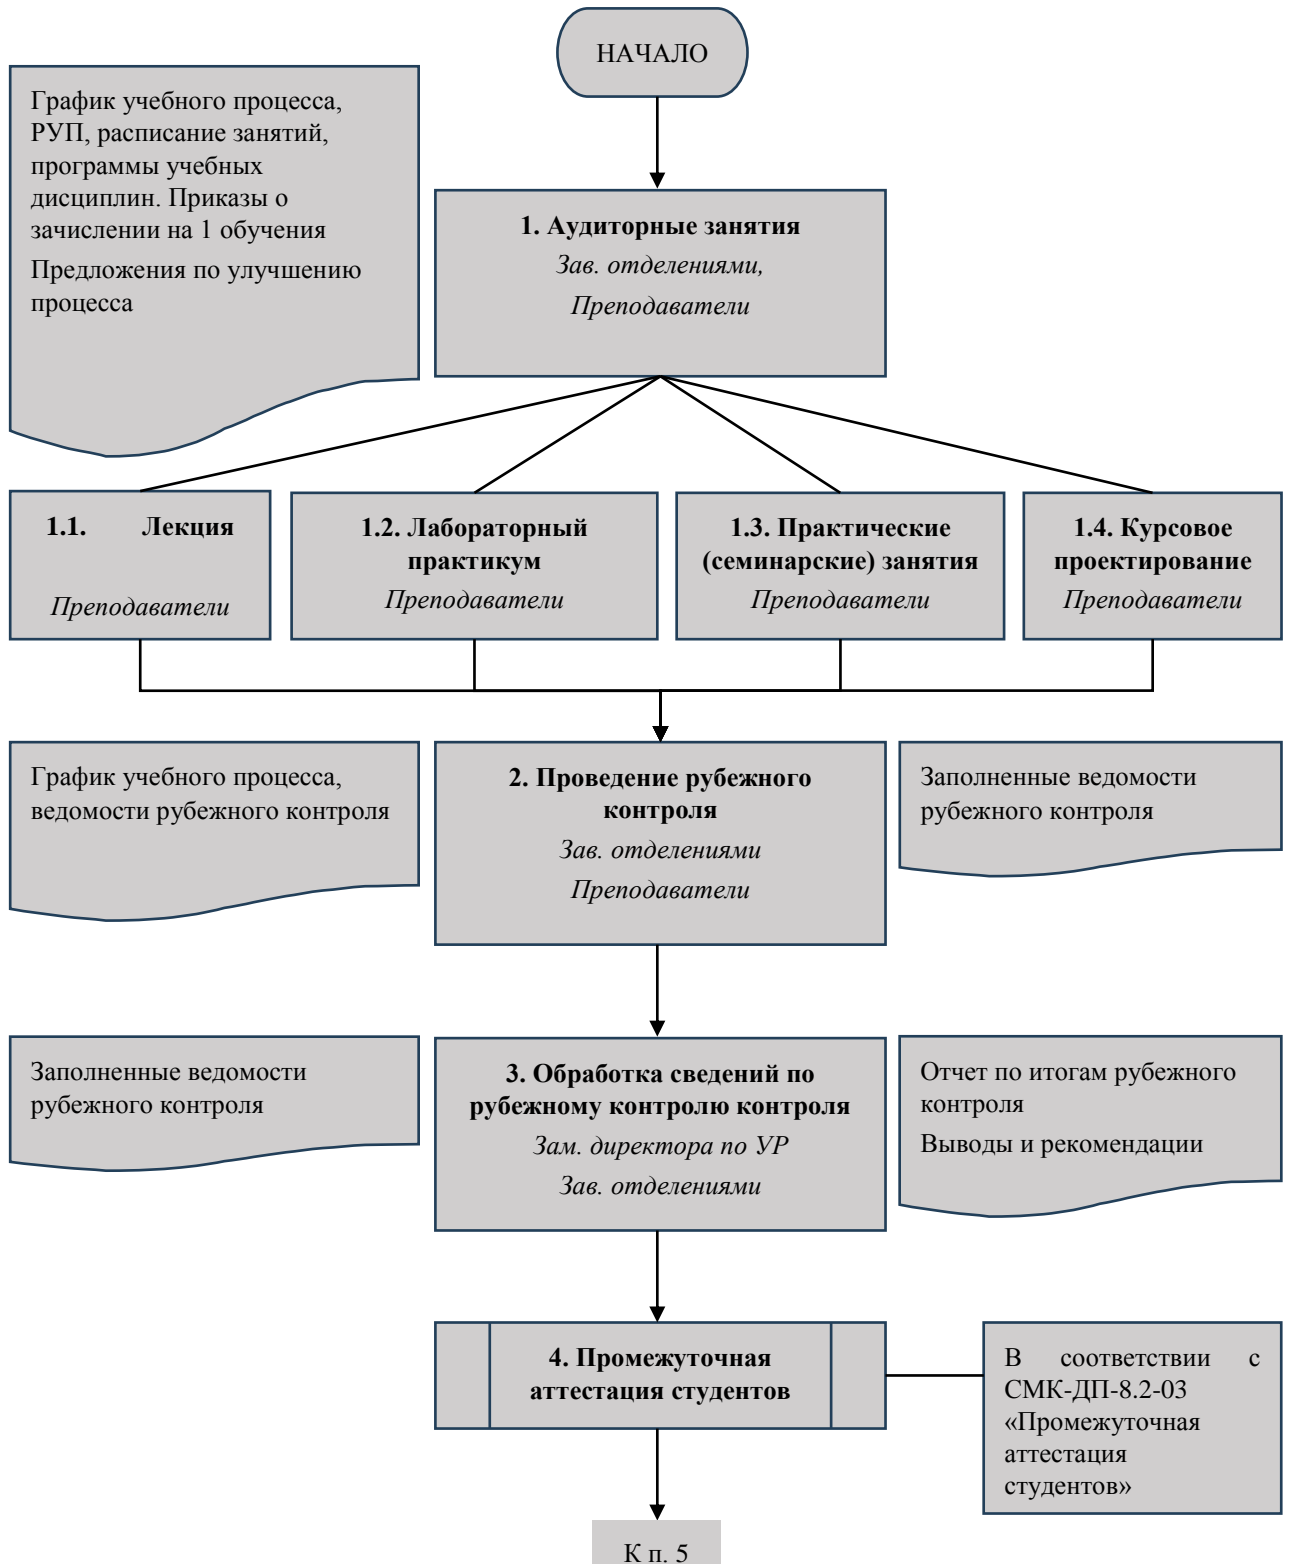 НАЧАЛО
График учебного процесса,
РУП, расписание занятий,
программы учебных
дисциплин. Приказы о
зачислении на 1 обучения
Предложения по улучшению
процесса
1. Аудиторные занятия
Зав. отделениями,
Преподаватели
1.1. Лекция
Преподаватели
1.2. Лабораторный
практикум
Преподаватели
1.3. Практические
(семинарские) занятия
Преподаватели
1.4. Курсовое
проектирование
Преподаватели
График учебного процесса,
ведомости рубежного контроля
2. Проведение рубежного
контроля
Зав. отделениями
Преподаватели
Заполненные ведомости
рубежного контроля
Заполненные ведомости
рубежного контроля
3. Обработка сведений по
рубежному контролю контроля
Зам. директора по УР
Зав. отделениями
Отчет по итогам рубежного
контроля
Выводы и рекомендации
4. Промежуточная
аттестация студентов
В соответствии с
СМК-ДП-8.2-03
«Промежуточная
аттестация
студентов»
К п. 5